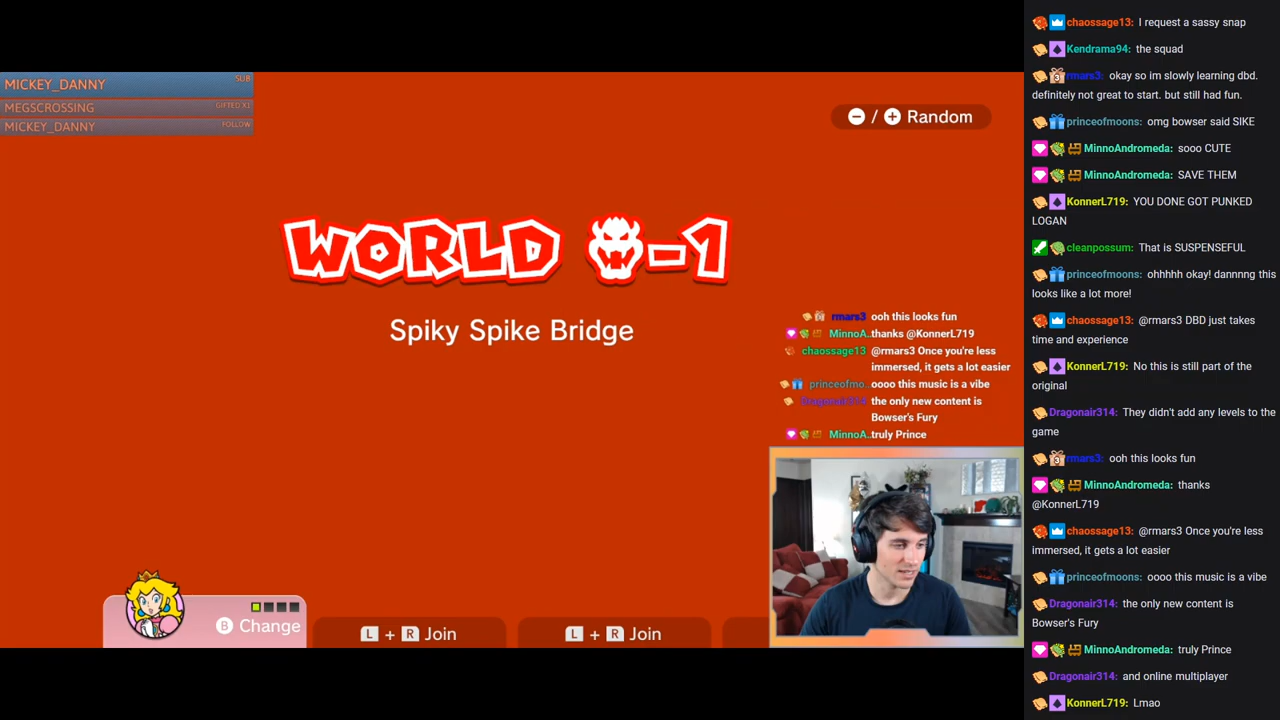 MICKEY_DANNY SUB
MEGSCROSSING GIFTED X1
MICKEY_DANNY FOLLOW
- / + Random
WORLD -1
Spiky Spike Bridge
rmars3 ooh this looks fun
MinnoA.. thanks @KonnerL719
chaossage13 @rmars3 Once you're less
immersed, it gets a lot easier
princeofmo.. oooo this music is a vibe
Dragonair314 the only new content is
Bowser's Fury
MinnoA.. truly Prince
B Change
L + R Join
L + R Join
chaossage13: I request a sassy snap
Kendrama94: the squad
rmars3: okay so im slowly learning dbd.
definitely not great to start. but still had fun.
princeofmoons: omg bowser said SIKE
MinnoAndromeda: sooo CUTE
MinnoAndromeda: SAVE THEM
KonnerL719: YOU DONE GOT PUNKED
LOGAN
cleanpossum: That is SUSPENSEFUL
princeofmoons: ohhhhh okay! dannnng this
looks like a lot more!
chaossage13: @rmars3 DBD just takes
time and experience
KonnerL719: No this is still part of the
original
Dragonair314: They didn't add any levels to the
game
3 rmars3: ooh this looks fun
MinnoAndromeda: thanks
@KonnerL719
chaossage13: @rmars3 Once you're less
immersed, it gets a lot easier
princeofmoons: oooo this music is a vibe
Dragonair314: the only new content is
Bowser's Fury
MinnoAndromeda: truly Prince
Dragonair314: and online multiplayer
KonnerL719: Lmao